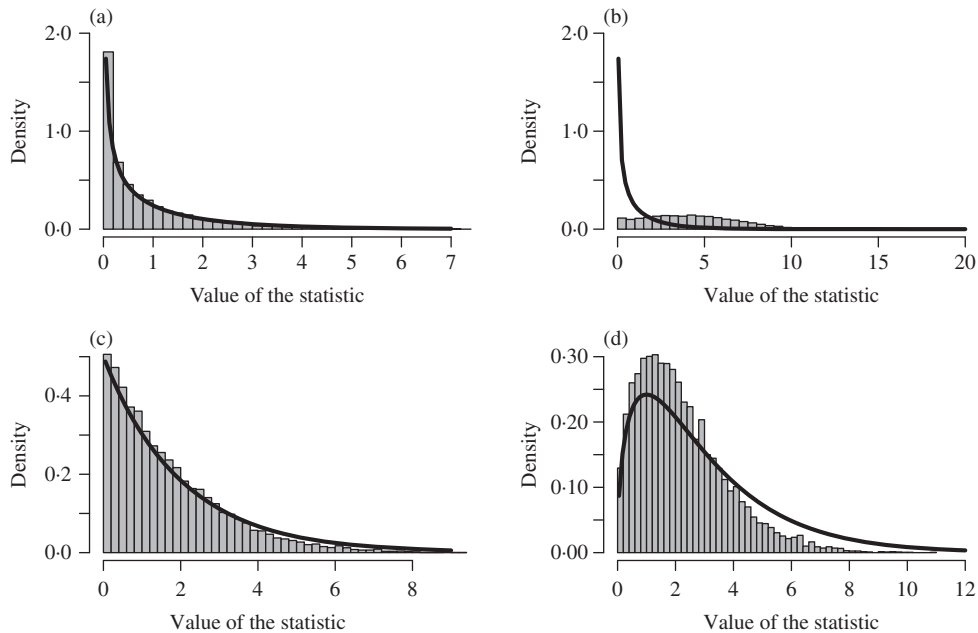 (a)
2·0
1·0
0·0
Density
0 1 2 3 4 5 6 7
Value of the statistic
(b)
2·0
1·0
0·0
Density
0 5 10 15 20
Value of the statistic
(c)
0·4
0·2
0·0
Density
0 2 4 6 8
Value of the statistic
(d)
0·30
0·20
0·10
0·00
Density
0 2 4 6 8 10 12
Value of the statistic